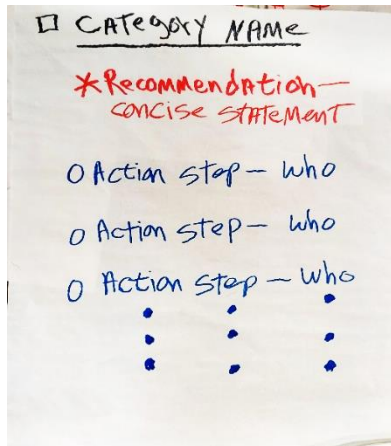 □ CATegory NAMe
*Recommendation—
concise STATeMenT
O Action step — who
O Action step — who
O Action step — who
• • •
• • •
• • •